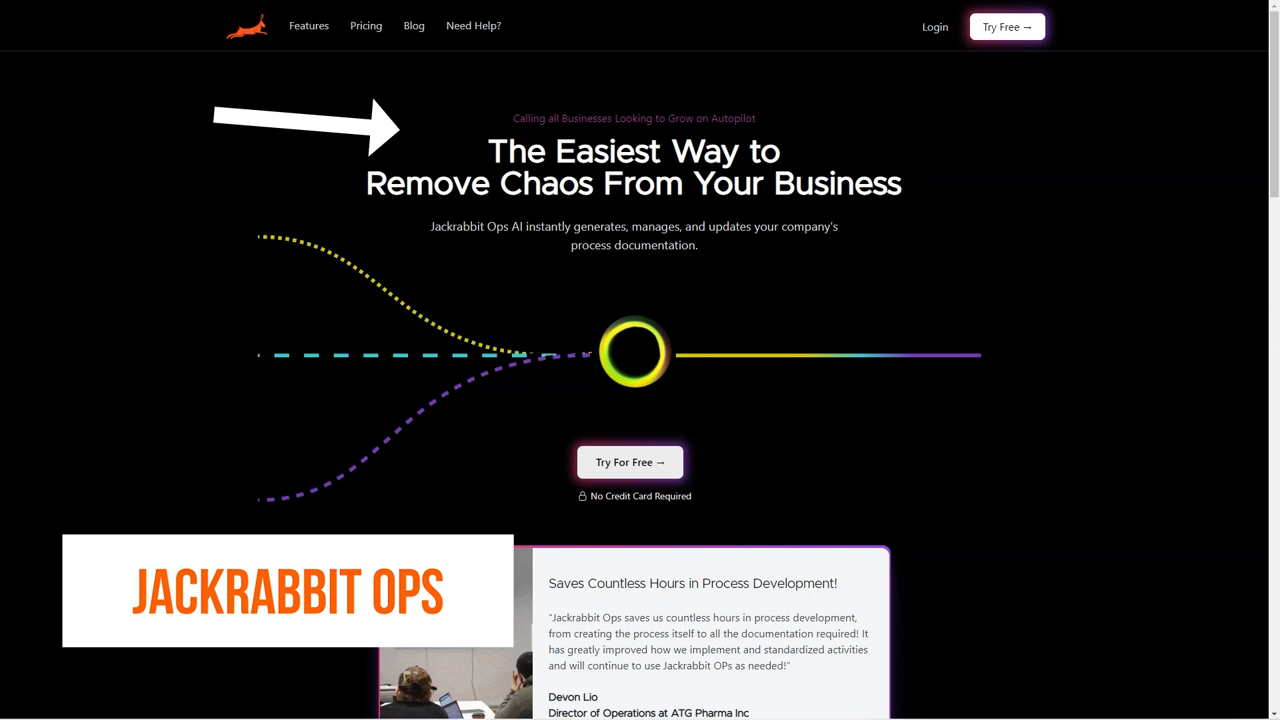 Features Pricing Blog Need Help?
Login Try Free →
Calling all Businesses Looking to Grow on Autopilot
The Easiest Way to
Remove Chaos From Your Business
Jackrabbit Ops AI instantly generates, manages, and updates your company's
process documentation.
Try For Free →
No Credit Card Required
JACKRABBIT OPS
Saves Countless Hours in Process Development!
“Jackrabbit Ops saves us countless hours in process development,
from creating the process itself to all the documentation required! It
has greatly improved how we implement and standardized activities
and will continue to use Jackrabbit OPs as needed!”
Devon Lio
Director of Operations at ATG Pharma Inc